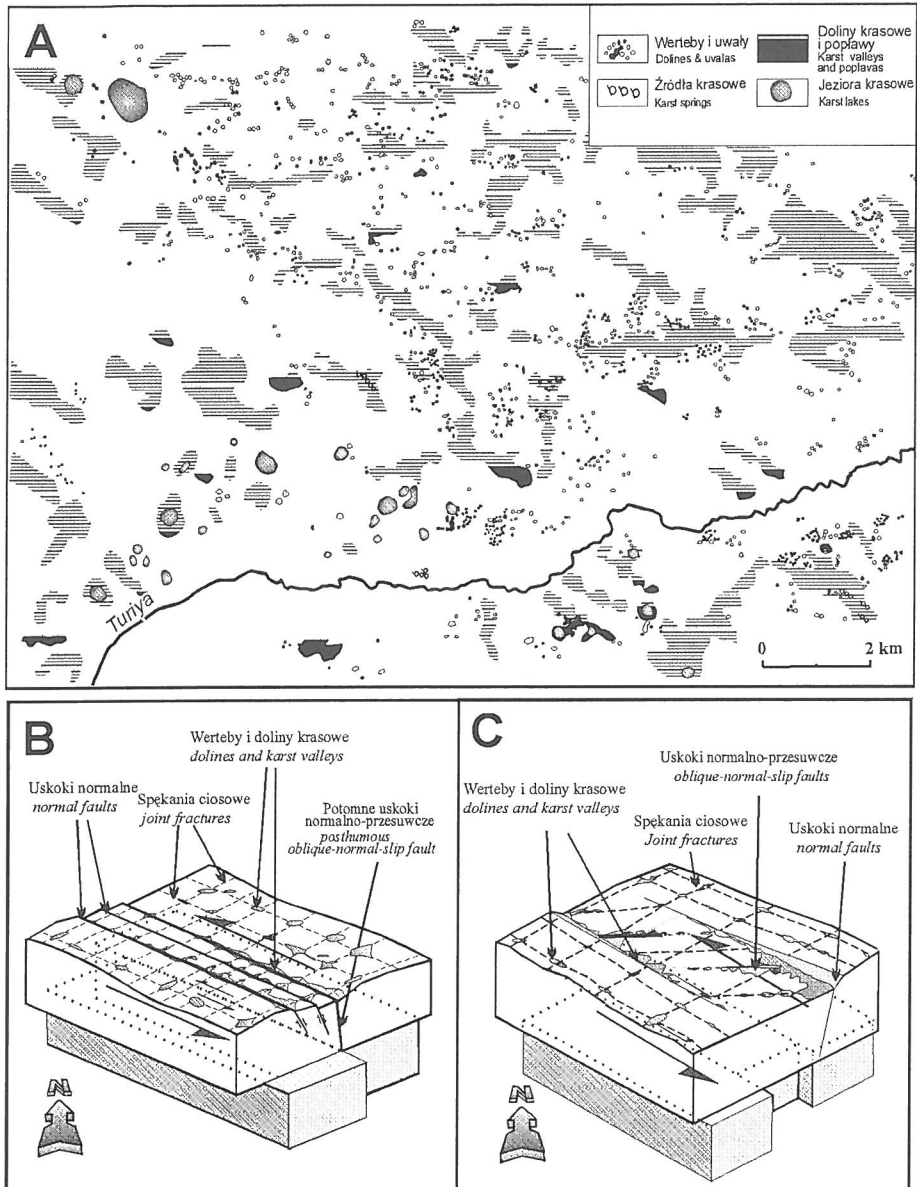 A
Werteby i uwały
Dolines & uvalas
Źródła krasowe
Karst springs
Doliny krasowe
i popławy
Karst valleys
and poplavas
Jeziora krasowe
Karst lakes
Turiya
0 2 km
B
Werteby i doliny krasowe
dolines and karst valleys
Uskoki normalne
normal faults
Spękania ciosowe
joint fractures
Potomne uskoki
normalno-przesuwcze
posthumous
oblique-normal-slip fault
N
C
Uskoki normalno-przesuwcze
oblique-normal-slip faults
Werteby i doliny krasowe
dolines and karst valleys
Spękania ciosowe
Joint fractures
Uskoki normalne
normal faults
N